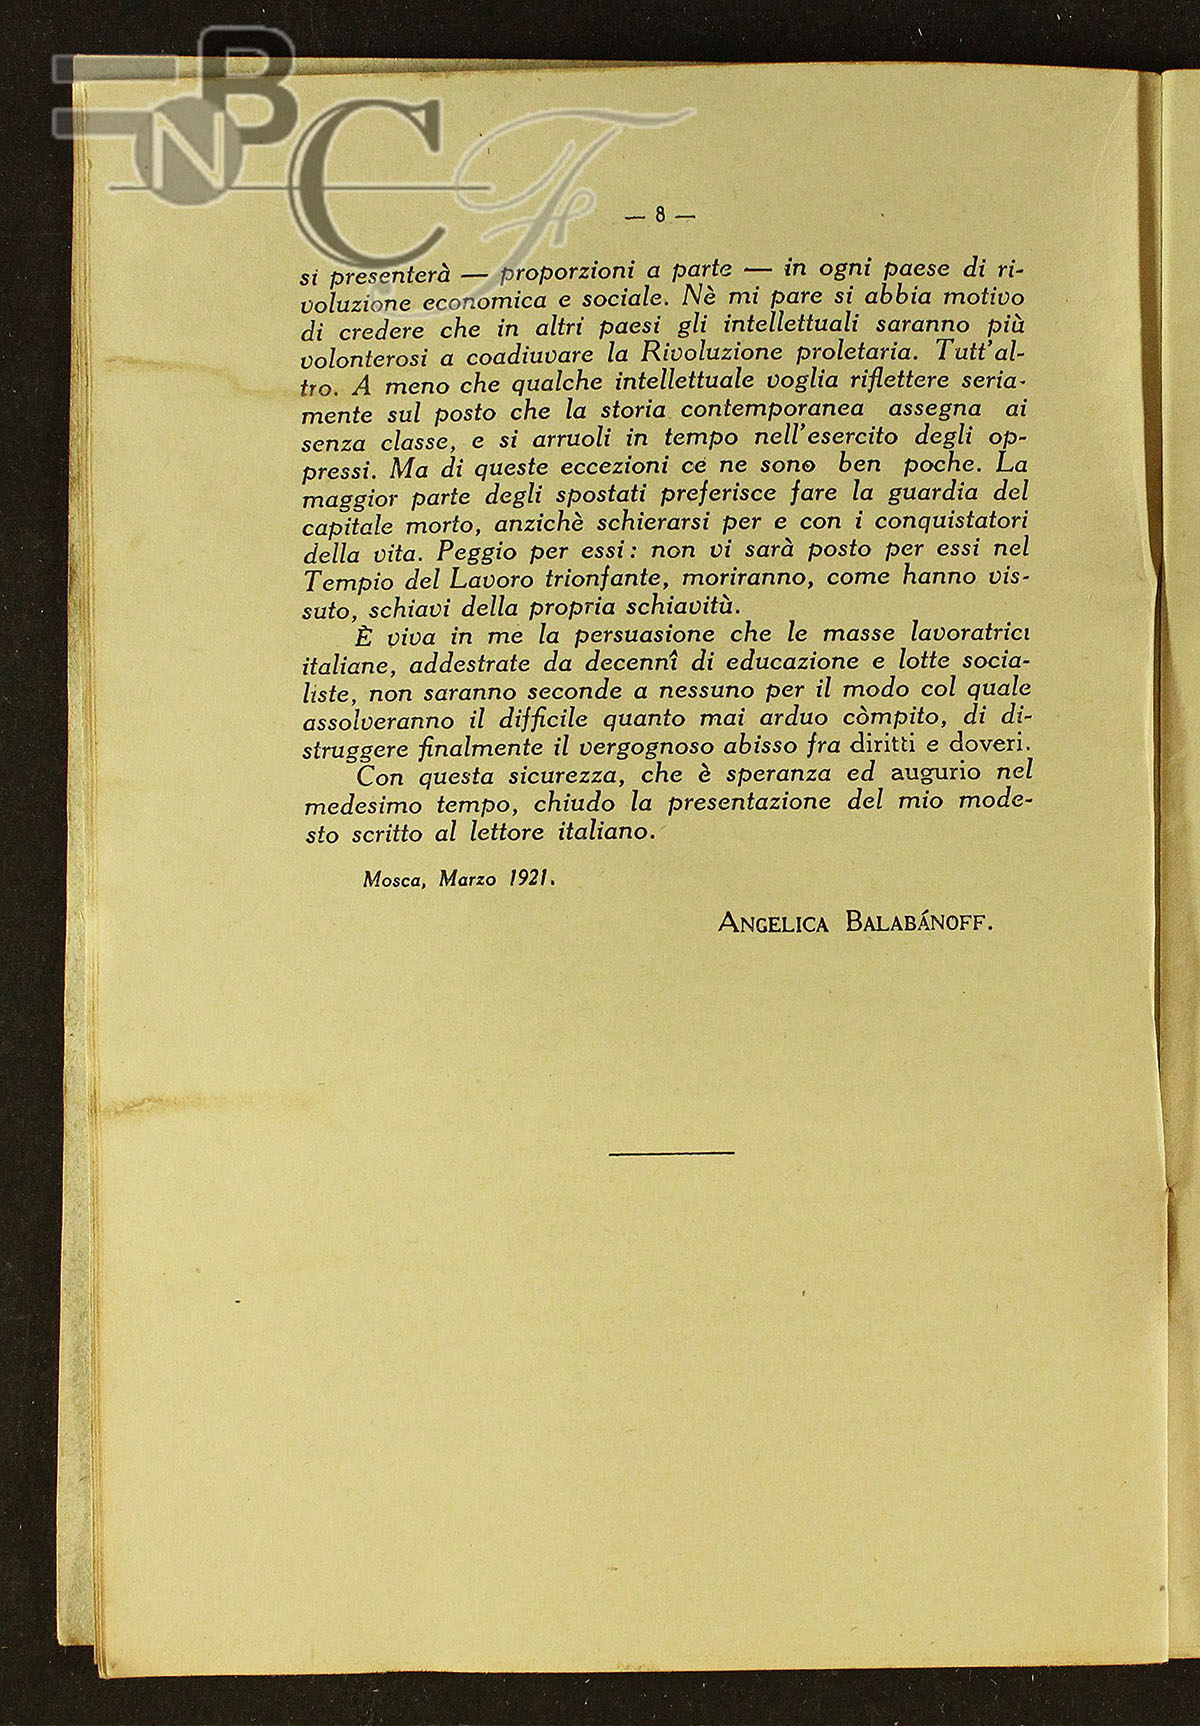 BNCF
— 8 —
si presenterà — proporzioni a parte — in ogni paese di ri-
voluzione economica e sociale. Nè mi pare si abbia motivo
di credere che in altri paesi gli intellettuali saranno più
volonterosi a coadiuvare la Rivoluzione proletaria. Tutt'al-
tro. A meno che qualche intellettuale voglia riflettere seria-
mente sul posto che la storia contemporanea assegna ai
senza classe, e si arruoli in tempo nell'esercito degli op-
pressi. Ma di queste eccezioni ce ne sono ben poche. La
maggior parte degli spostati preferisce fare la guardia del
capitale morto, anzichè schierarsi per e con i conquistatori
della vita. Peggio per essi: non vi sarà posto per essi nel
Tempio del Lavoro trionfante, moriranno, come hanno vis-
suto, schiavi della propria schiavitù.
È viva in me la persuasione che le masse lavoratrici
italiane, addestrate da decennî di educazione e lotte socia-
liste, non saranno seconde a nessuno per il modo col quale
assolveranno il difficile quanto mai arduo còmpito, di di-
struggere finalmente il vergognoso abisso fra diritti e doveri.
Con questa sicurezza, che è speranza ed augurio nel
medesimo tempo, chiudo la presentazione del mio mode-
sto scritto al lettore italiano.
Mosca, Marzo 1921.
ANGELICA BALABÁNOFF.